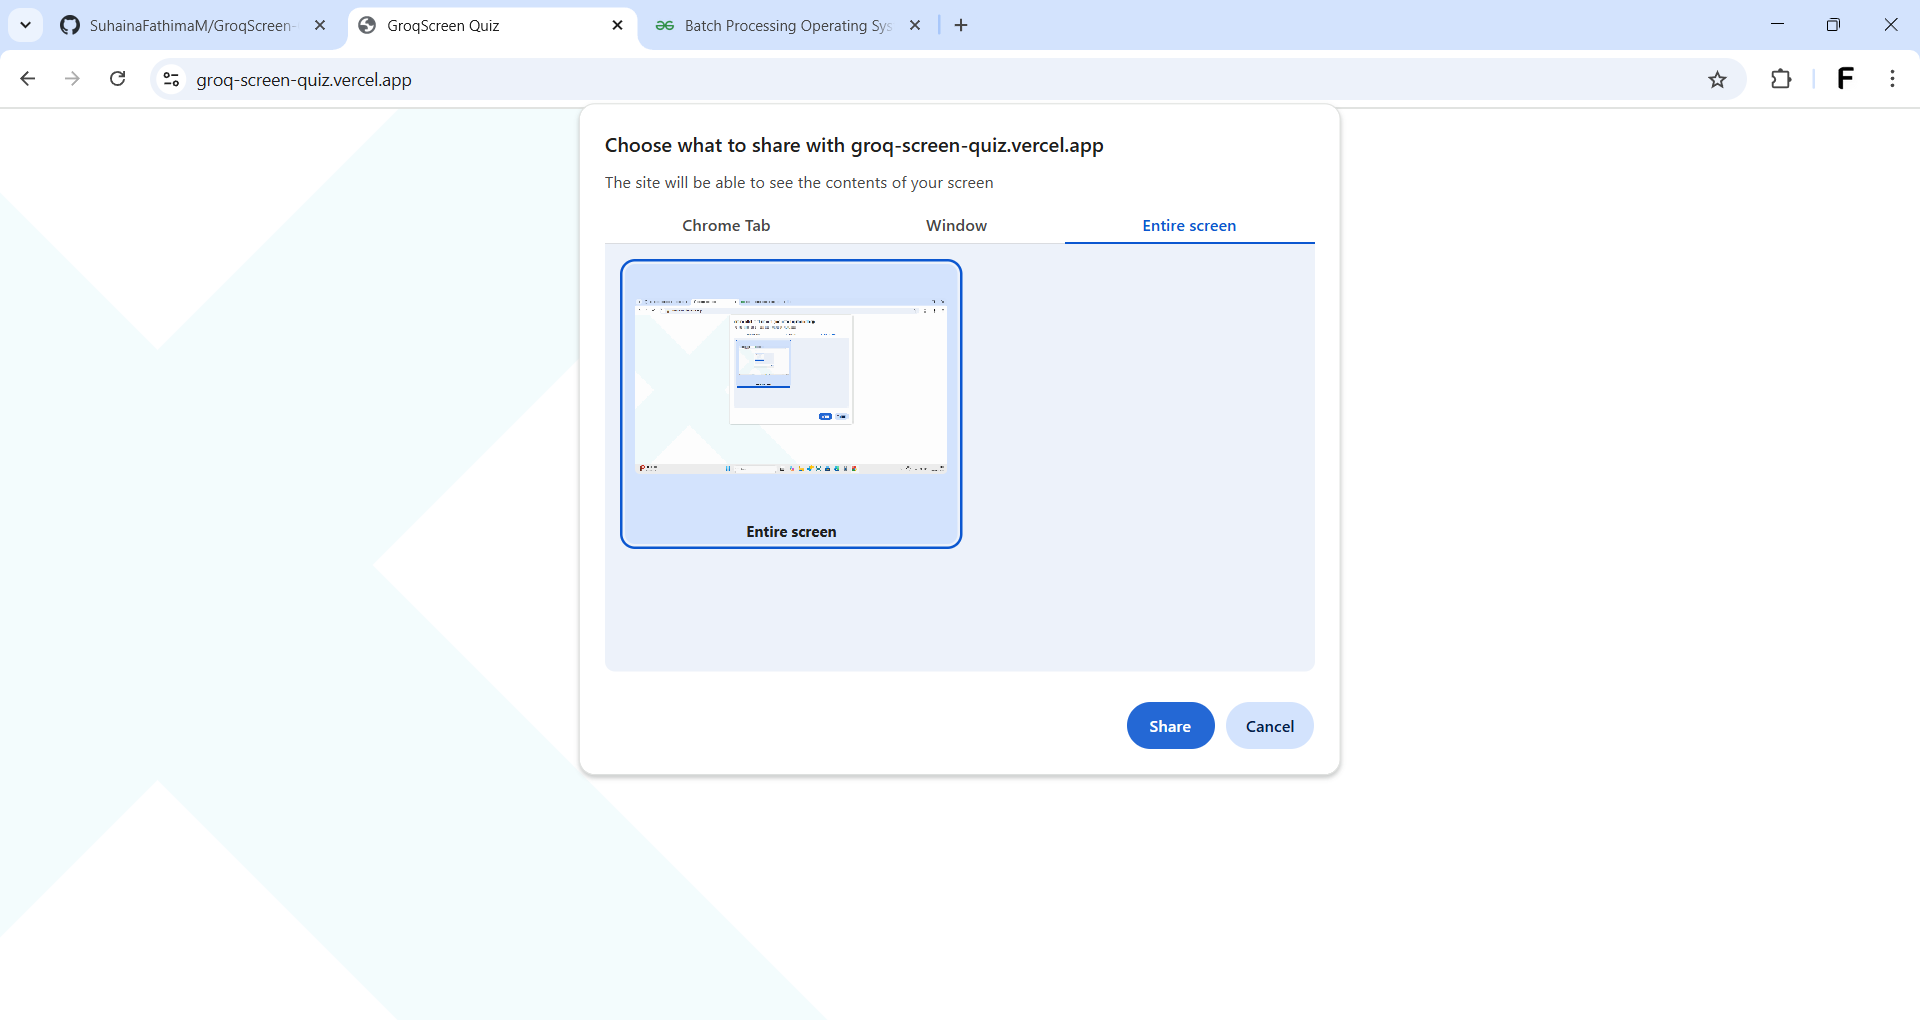 SuhainaFathimaM/GroqScreen-
GroqScreen Quiz
Batch Processing Operating Sys
groq-screen-quiz.vercel.app
F
Choose what to share with groq-screen-quiz.vercel.app
The site will be able to see the contents of your screen
Chrome Tab
Window
Entire screen
Entire screen
Share
Cancel